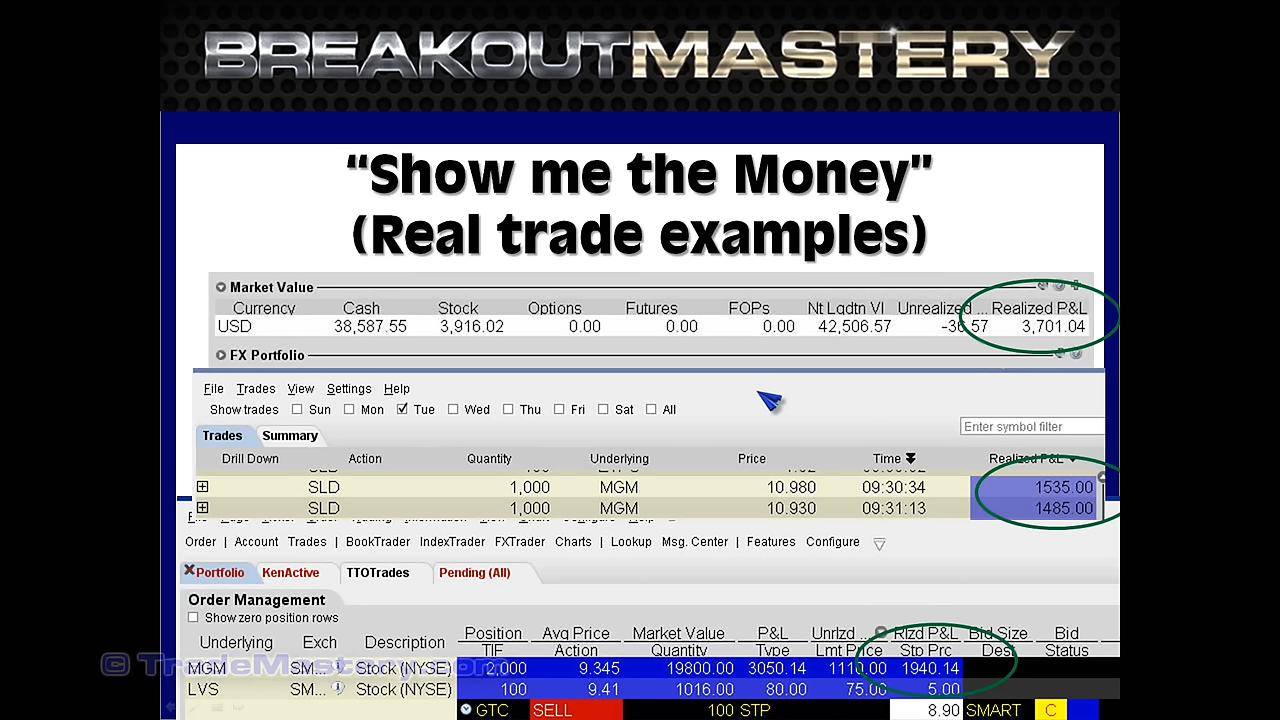 BREAKOUTMASTERY
“Show me the Money”
(Real trade examples)
Market Value
Currency Cash Stock Options Futures FOPs Nt Lqdtn Vl Unrealized ... Realized P&L
USD 38,587.55 3,916.02 0.00 0.00 0.00 42,506.57 -36.57 3,701.04
FX Portfolio
File Trades View Settings Help
Show trades Sun Mon Tue Wed Thu Fri Sat All
Enter symbol filter
Trades Summary
Drill Down Action Quantity Underlying Price Time Realized P&L
SLD 1,000 MGM 10.980 09:30:34 1535.00
SLD 1,000 MGM 10.930 09:31:13 1485.00
Order | Account Trades | BookTrader IndexTrader FXTrader Charts | Lookup Msg. Center | Features Configure
Portfolio KenActive TTOTrades Pending (All)
Order Management
Show zero position rows
Underlying Exch Description Position Avg Price Market Value P&L Unrlzd ... Rlzd P&L Bid Size Bid
TIF Action Quantity Type Lmt Price Stp Prc Dest Status
© TradeMastery.com
MGM SM... Stock (NYSE) 2,000 9.345 19800.00 3050.14 1110.00 1940.14
LVS SM... Stock (NYSE) 100 9.41 1016.00 80.00 75.00 5.00
GTC SELL 100 STP 8.90 SMART C